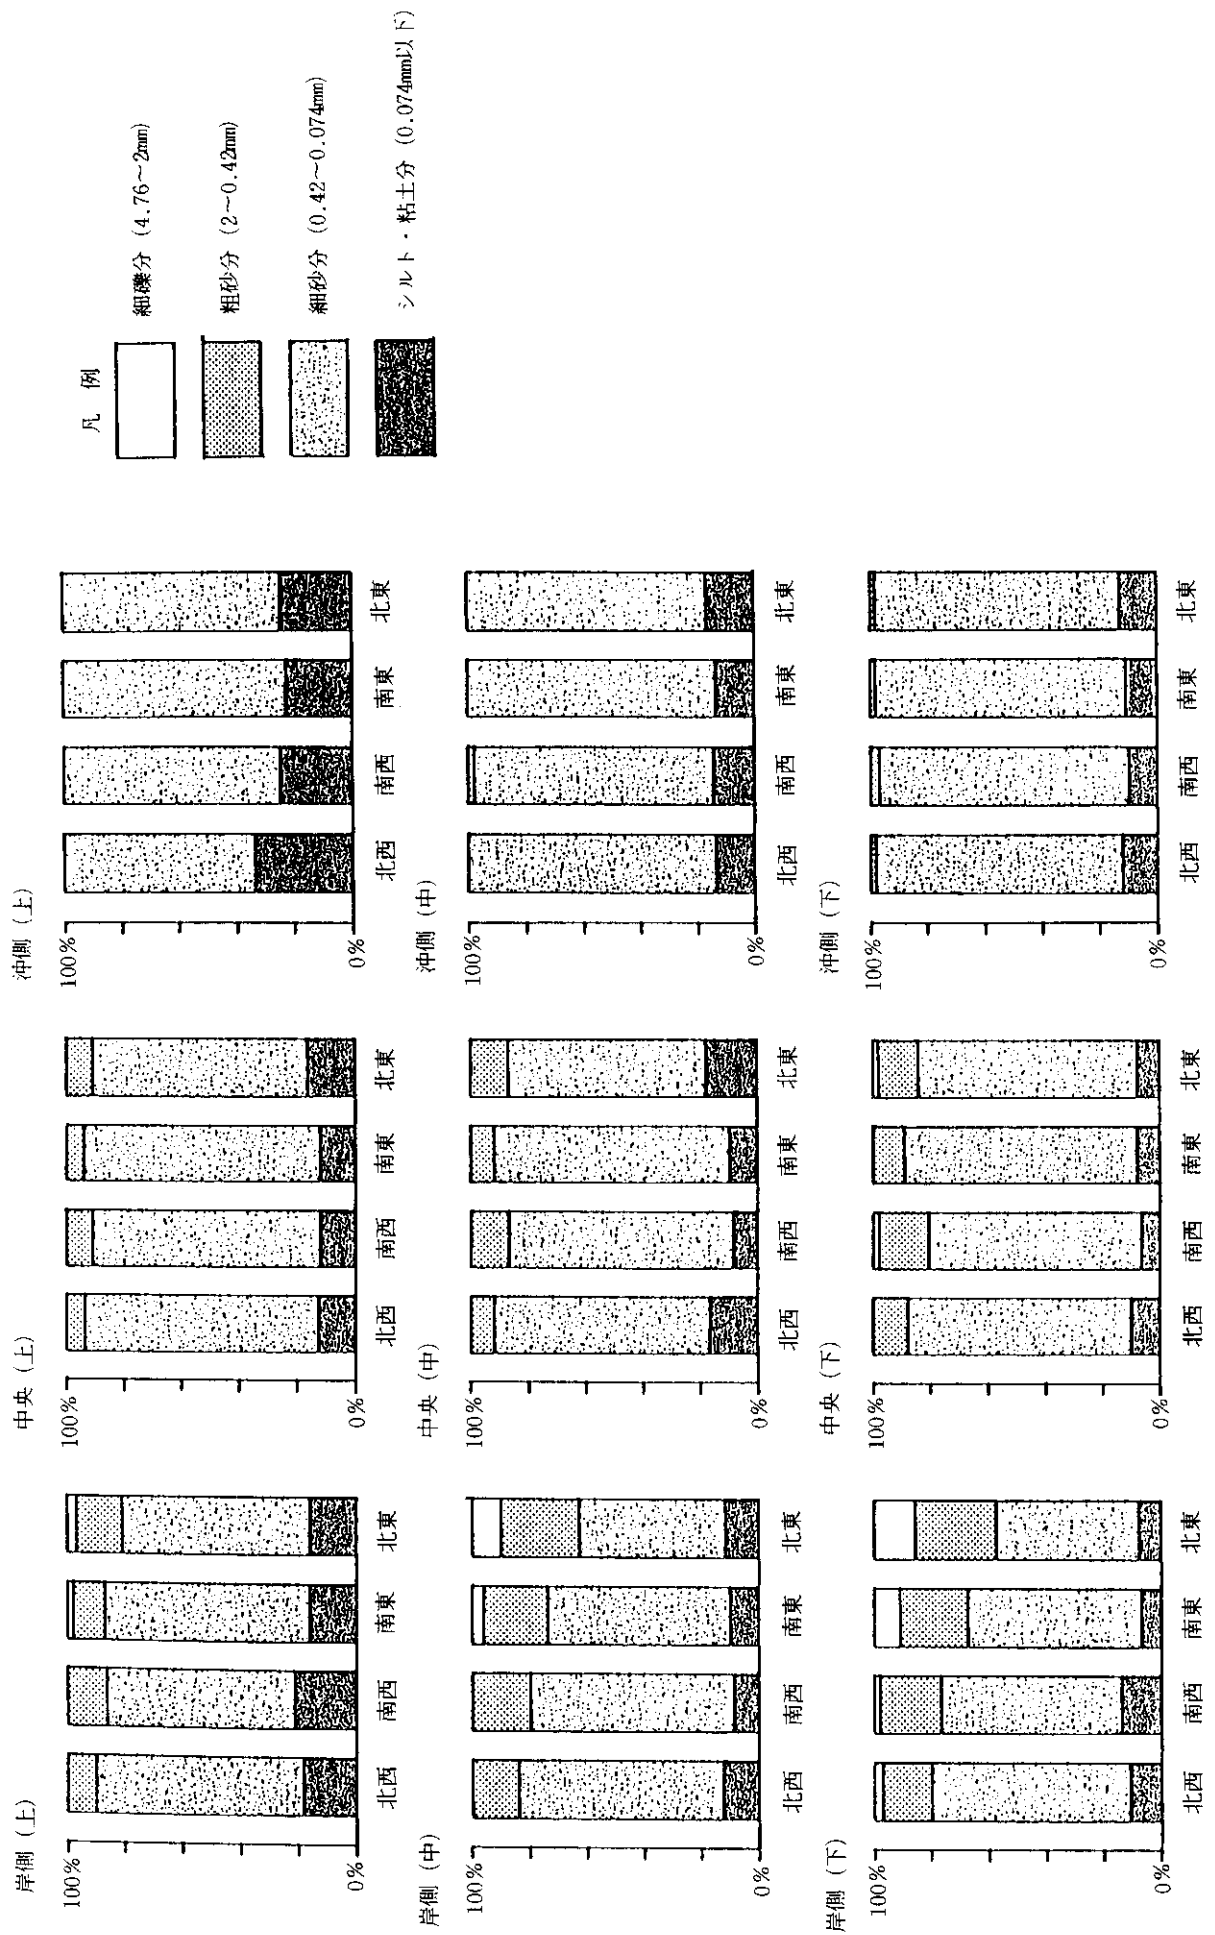 岸側 (上)
100%
0%
北西
南西
南東
北東
中央 (上)
100%
0%
北西
南西
南東
北東
沖側 (上)
100%
0%
北西
南西
南東
北東
岸側 (中)
100%
0%
北西
南西
南東
北東
中央 (中)
100%
0%
北西
南西
南東
北東
沖側 (中)
100%
0%
北西
南西
南東
北東
岸側 (下)
100%
0%
北西
南西
南東
北東
中央 (下)
100%
0%
北西
南西
南東
北東
沖側 (下)
100%
0%
北西
南西
南東
北東
凡 例
細礫分 (4.76~2mm)
粗砂分 (2~0.42mm)
細砂分 (0.42~0.074mm)
シルト・粘土分 (0.074mm以下)